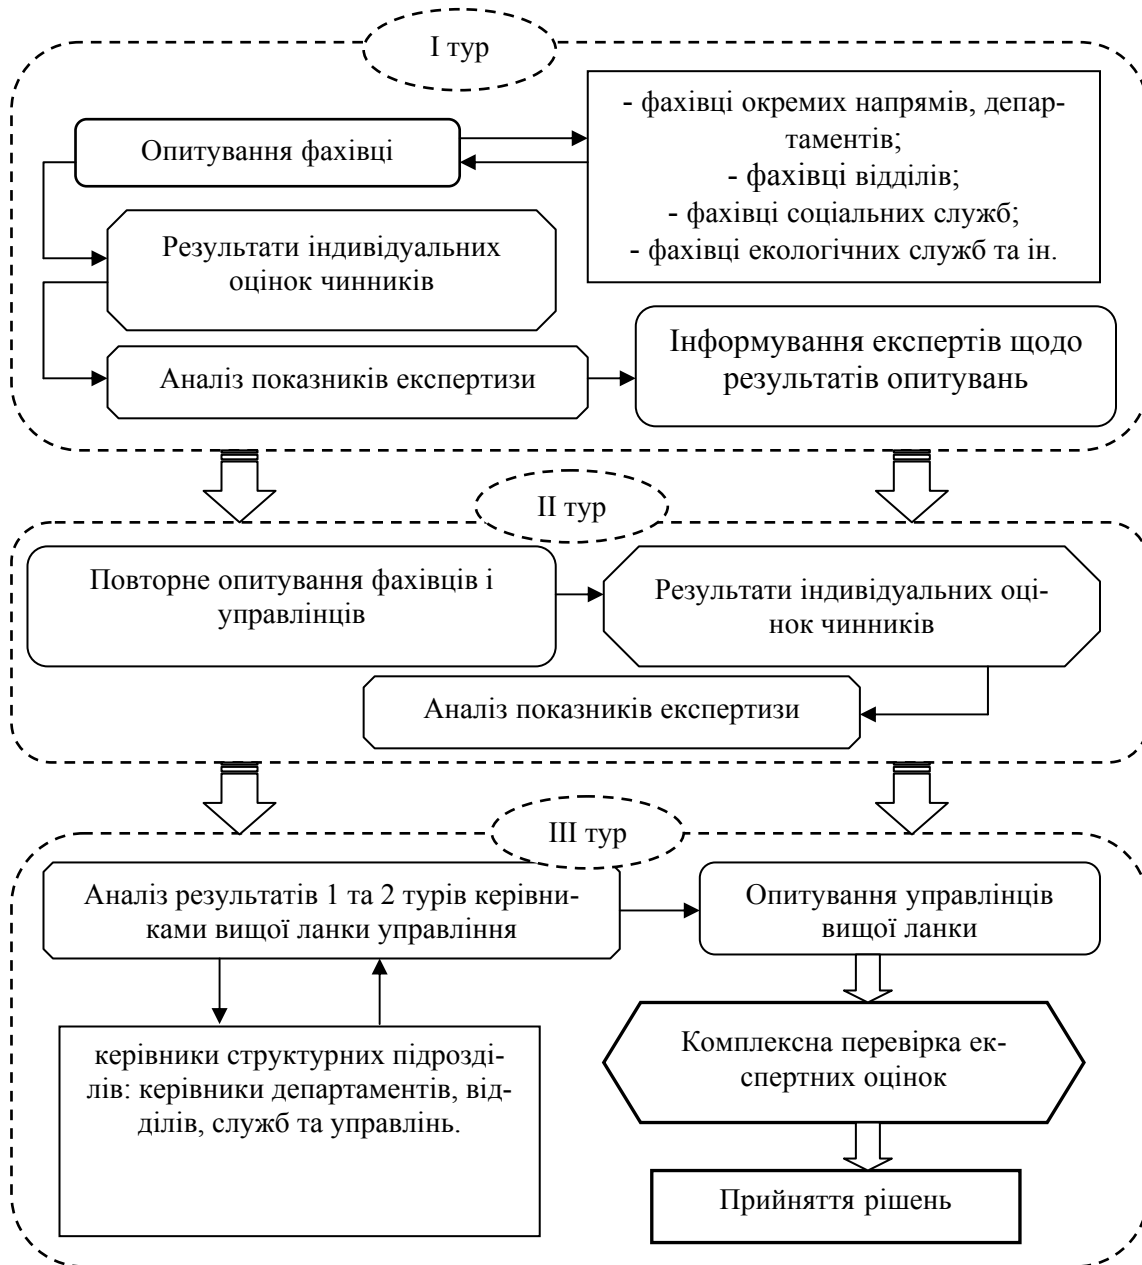 І тур
Опитування фахівці
- фахівці окремих напрямів, депар-
таментів;
- фахівці відділів;
- фахівці соціальних служб;
- фахівці екологічних служб та ін.
Результати індивідуальних
оцінок чинників
Аналіз показників експертизи
Інформування експертів щодо
результатів опитувань
ІІ тур
Повторне опитування фахівців і
управлінців
Результати індивідуальних оці-
нок чинників
Аналіз показників експертизи
ІІІ тур
Аналіз результатів 1 та 2 турів керівни-
ками вищої ланки управління
Опитування управлінців
вищої ланки
керівники структурних підрозді-
лів: керівники департаментів, від-
ділів, служб та управлінь.
Комплексна перевірка ек-
спертних оцінок
Прийняття рішень